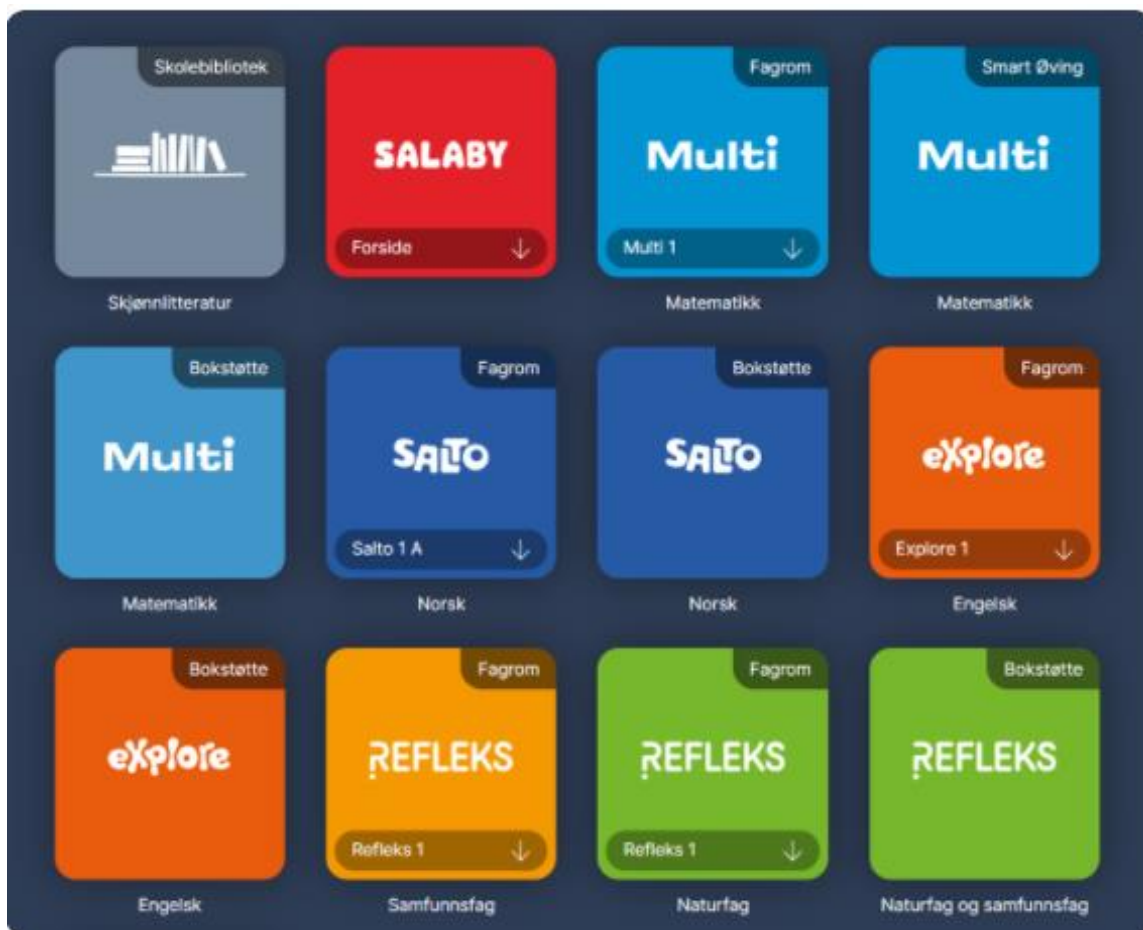 Skolebibliotek
Skjønnlitteratur
SALABY
Forside
Fagrom
Multi
Multi 1
Matematikk
Smart Øving
Multi
Matematikk
Bokstøtte
Multi
Matematikk
Fagrom
SALTO
Salto 1 A
Norsk
Bokstøtte
SALTO
Norsk
Fagrom
eXplore
Explore 1
Engelsk
Bokstøtte
eXplore
Engelsk
Fagrom
REFLEKS
Refleks 1
Samfunnsfag
Fagrom
REFLEKS
Refleks 1
Naturfag
Bokstøtte
REFLEKS
Naturfag og samfunnsfag